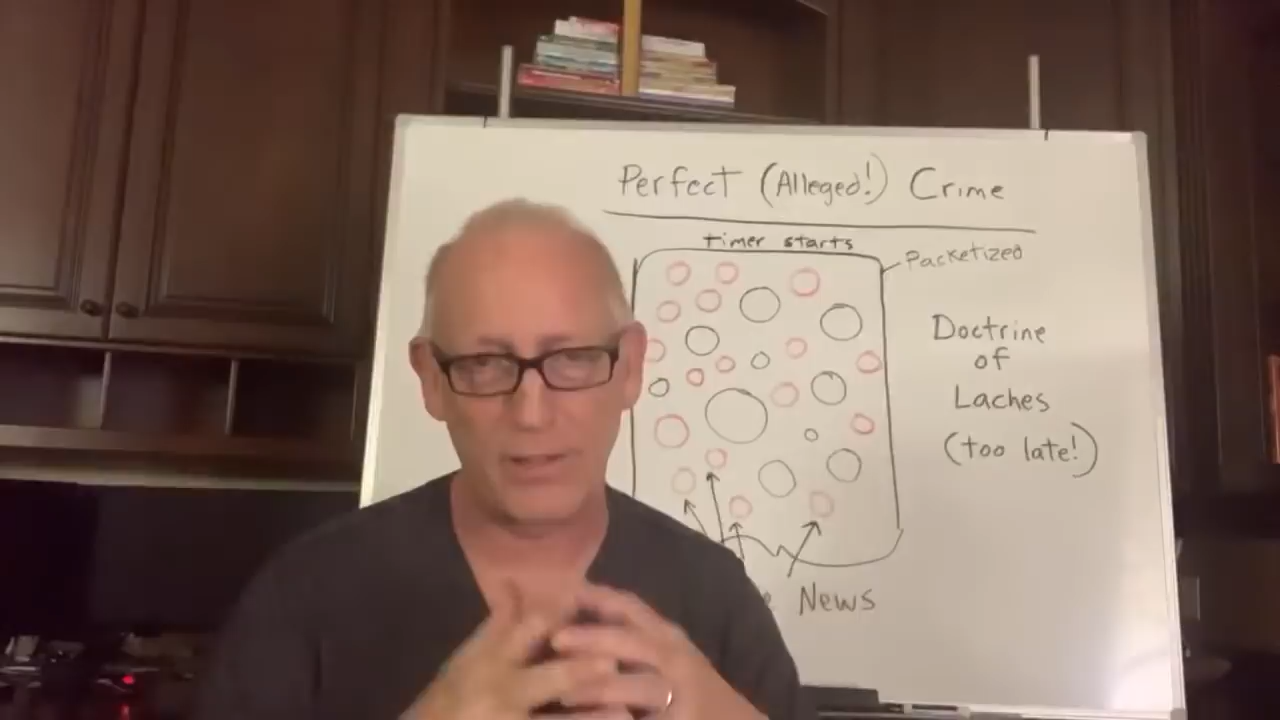 Perfect (Alleged!) Crime
timer starts
Packetized
Doctrine
of
Laches
(too late!)
News